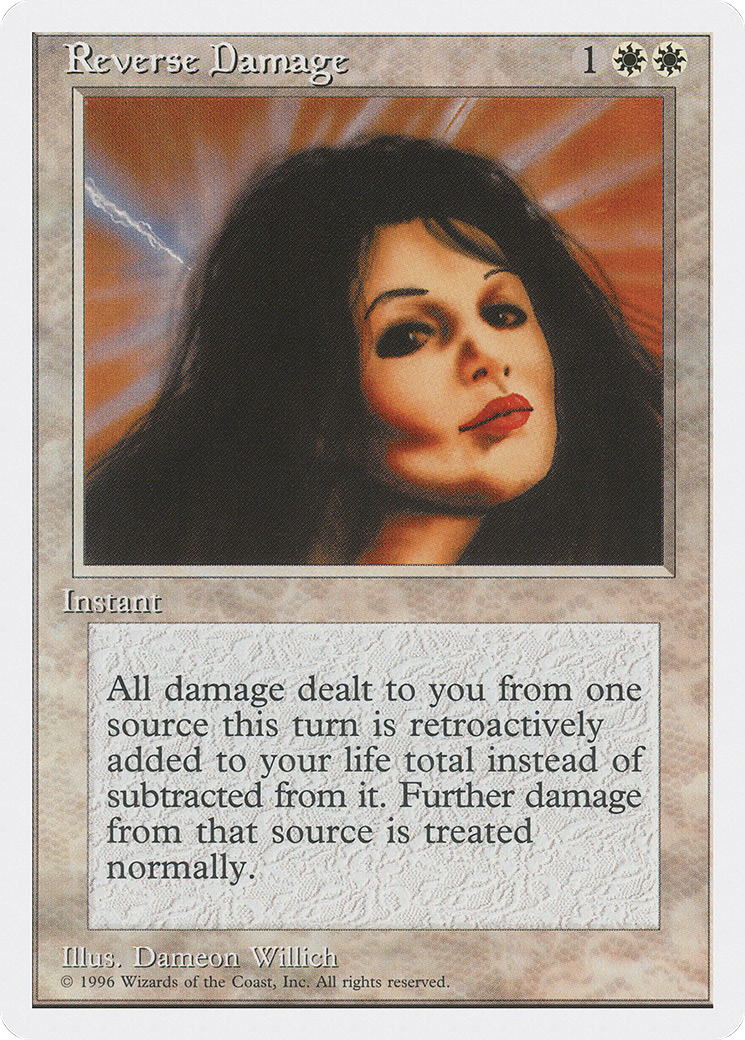 Reverse Damage 1
Instant
All damage dealt to you from one
source this turn is retroactively
added to your life total instead of
subtracted from it. Further damage
from that source is treated
normally.
Illus. Dameon Willich
© 1996 Wizards of the Coast, Inc. All rights reserved.